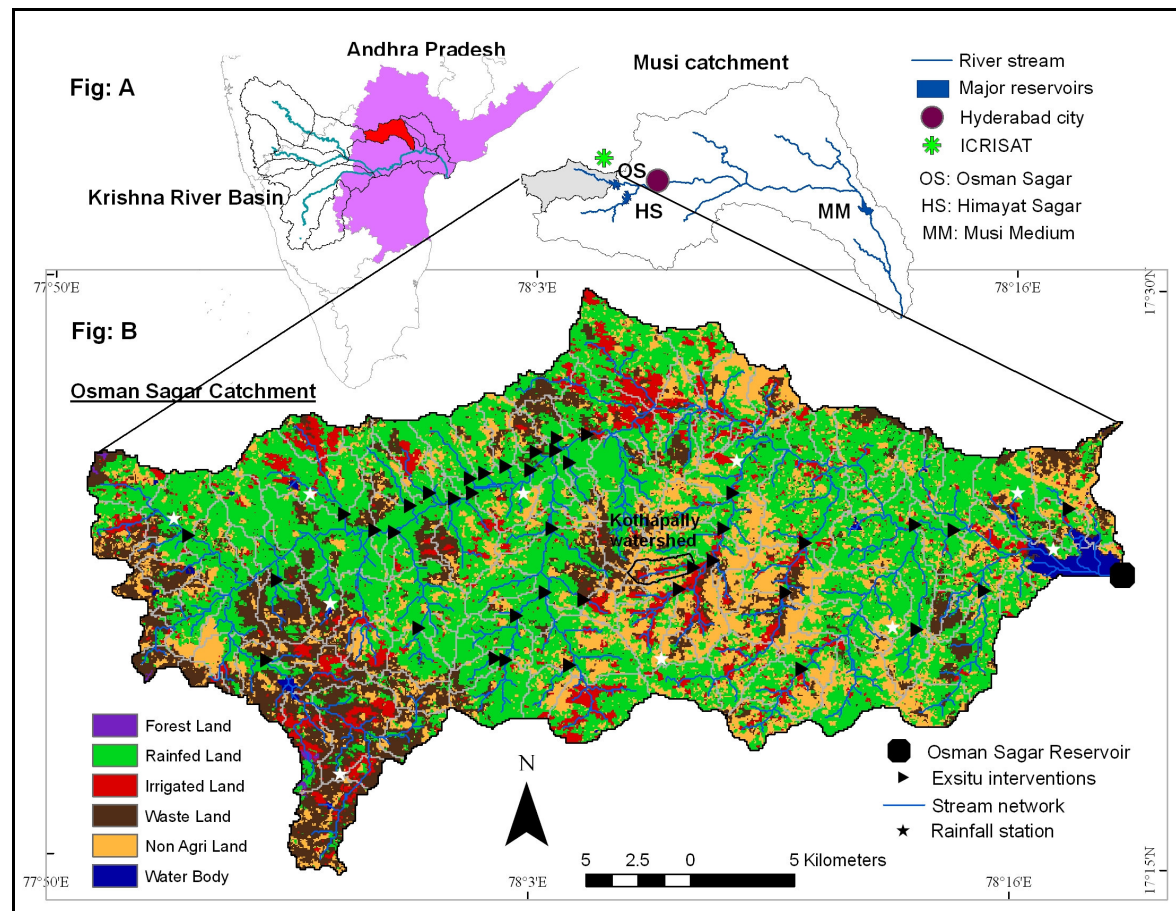 Andhra Pradesh
Fig: A
Musi catchment
River stream
Major reservoirs
Hyderabad city
ICRISAT
OS: Osman Sagar
HS: Himayat Sagar
MM: Musi Medium
OS
HS
MM
Krishna River Basin
77°50'E
78°3'E
78°16'E
17°30'N
Fig: B
Osman Sagar Catchment
Kothapally
watershed
Forest Land
Rainfed Land
Irrigated Land
Waste Land
Non Agri Land
Water Body
N
5 2.5 0 5 Kilometers
Osman Sagar Reservoir
Exsitu interventions
Stream network
Rainfall station
77°50'E
78°3'E
78°16'E
17°15'N